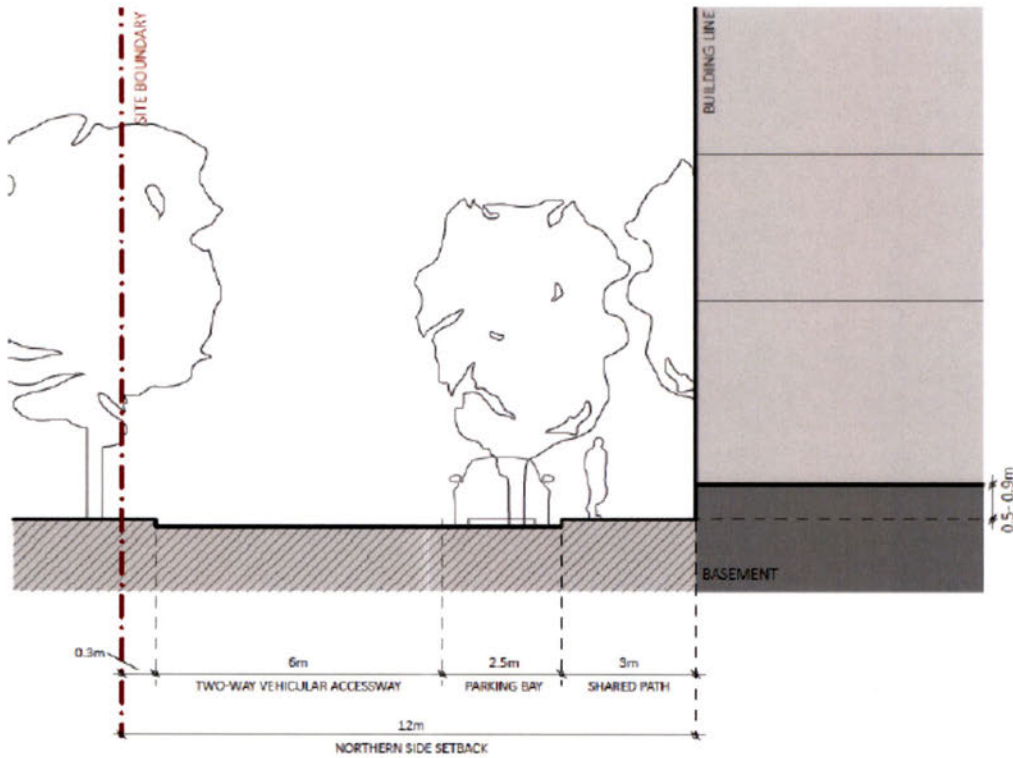 SITE BOUNDARY
BUILDING LINE
0.5- 0.9m
BASEMENT
0.3m
6m
2.5m
3m
TWO-WAY VEHICULAR ACCESSWAY
PARKING BAY
SHARED PATH
12m
NORTHERN SIDE SETBACK